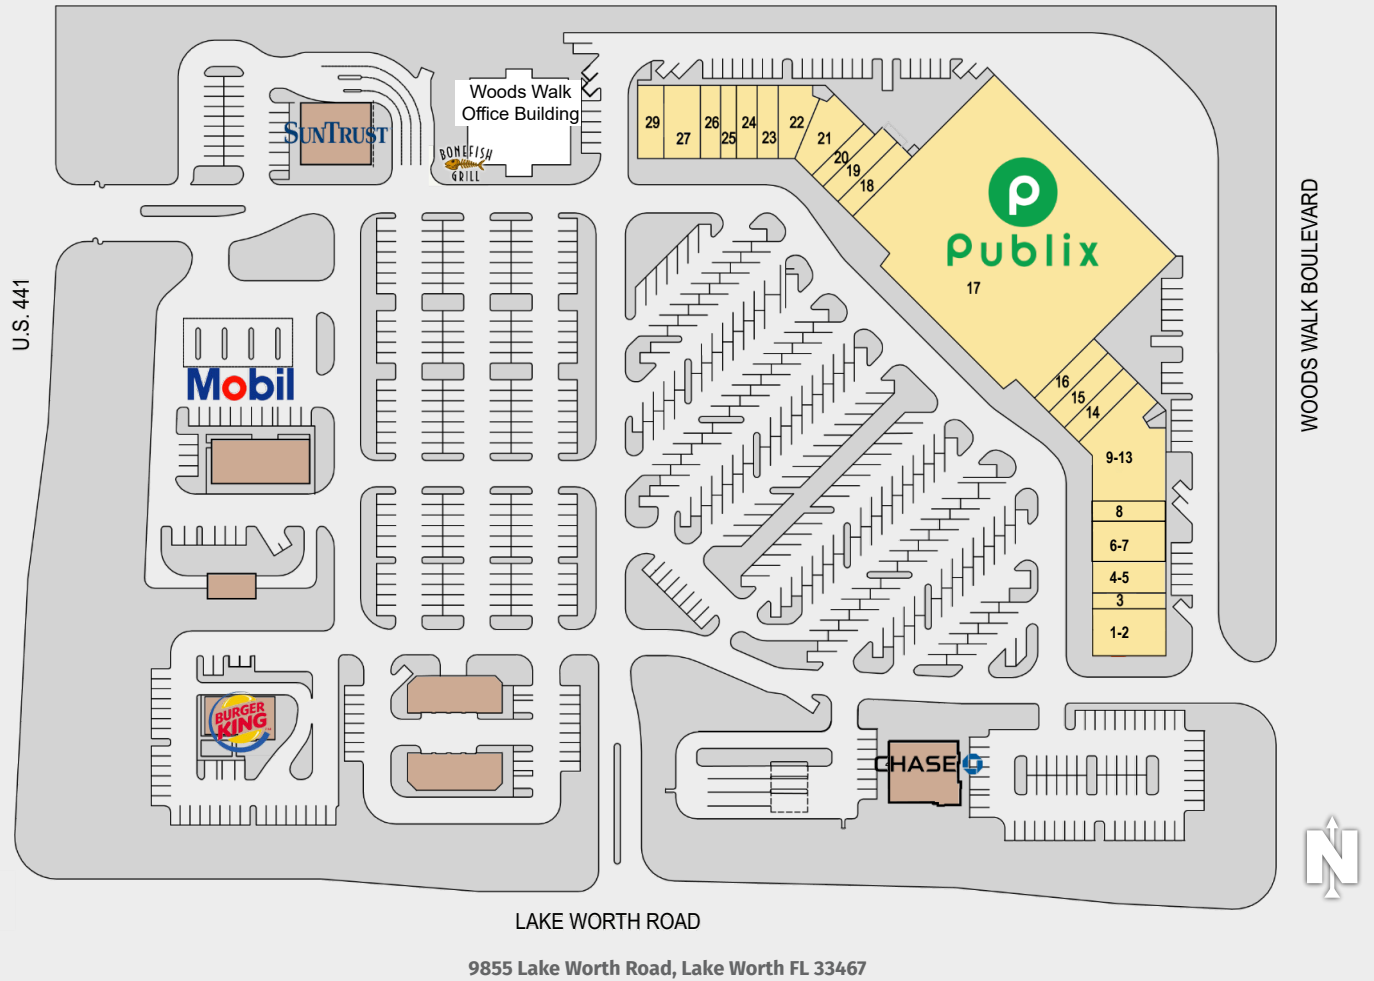 Woods Walk
Office Building
SUNTRUST
BONEFISH
GRILL
29
27
26
25
24
23
22
21
20
19
18
Publix
17
16
15
14
9-13
8
6-7
4-5
3
1-2
U.S. 441
WOODS WALK BOULEVARD
Mobil
BURGER
KING
CHASE
N
LAKE WORTH ROAD
9855 Lake Worth Road, Lake Worth FL 33467